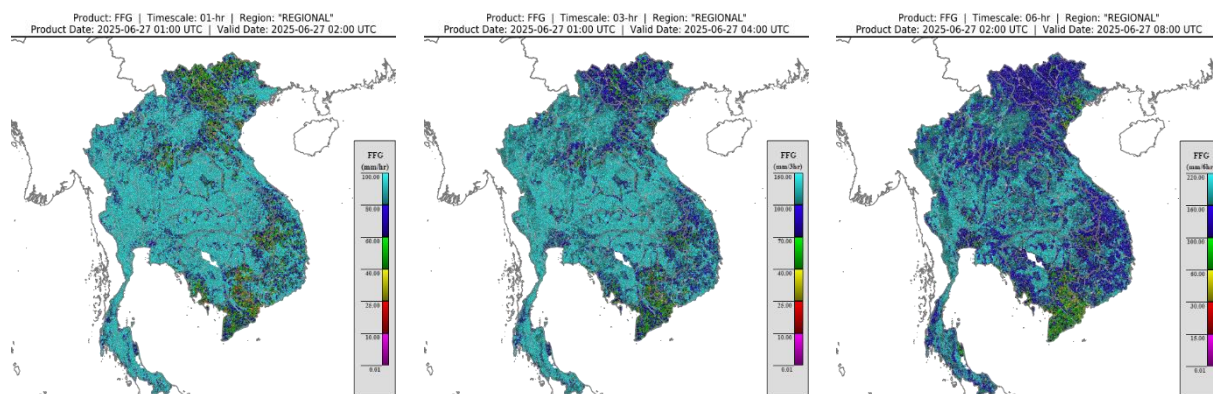 Product: FFG | Timescale: 01-hr | Region: "REGIONAL"
Product Date: 2025-06-27 01:00 UTC | Valid Date: 2025-06-27 02:00 UTC
FFG
(mm/hr)
100.00
80.00
60.00
40.00
20.00
10.00
0.01
Product: FFG | Timescale: 03-hr | Region: "REGIONAL"
Product Date: 2025-06-27 01:00 UTC | Valid Date: 2025-06-27 04:00 UTC
FFG
(mm/3hr)
160.00
100.00
60.00
40.00
20.00
10.00
0.01
Product: FFG | Timescale: 06-hr | Region: "REGIONAL"
Product Date: 2025-06-27 02:00 UTC | Valid Date: 2025-06-27 08:00 UTC
FFG
(mm/6hr)
220.00
160.00
100.00
60.00
30.00
15.00
0.01